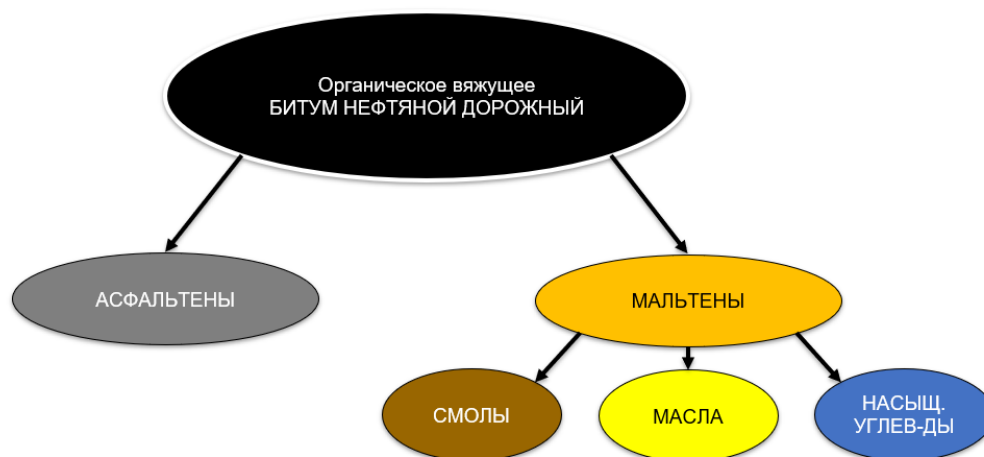 Органическое вяжущее
БИТУМ НЕФТЯНОЙ ДОРОЖНЫЙ
АСФАЛЬТЕНЫ
МАЛЬТЕНЫ
СМОЛЫ
МАСЛА
НАСЫЩ.
УГЛЕВ-ДЫ